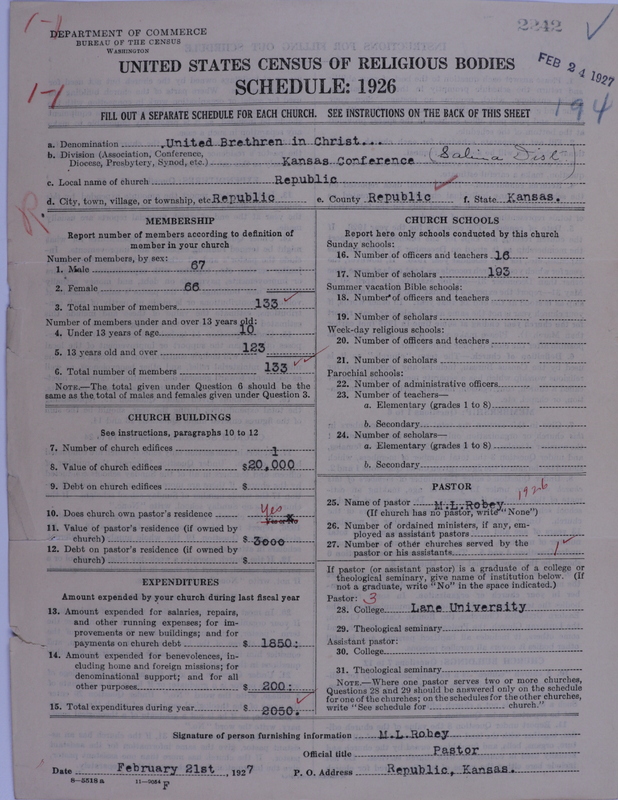 1-1
DEPARTMENT OF COMMERCE
BUREAU OF THE CENSUS
WASHINGTON
2242
UNITED STATES CENSUS OF RELIGIOUS BODIES
SCHEDULE: 1926
FEB 24 1927
1-1
194
FILL OUT A SEPARATE SCHEDULE FOR EACH CHURCH. SEE INSTRUCTIONS ON THE BACK OF THIS SHEET
a. Denomination United Brethren in Christ...
b. Division (Association, Conference, Diocese, Presbytery, Synod, etc.) Kansas Conference (Salina Dist)
c. Local name of church Republic
d. City, town, village, or township, etc Republic e. County Republic f. State Kansas.
R.
MEMBERSHIP
Report number of members according to definition of member in your church
Number of members, by sex:
1. Male 67
2. Female 66
3. Total number of members 133
Number of members under and over 13 years old:
4. Under 13 years of age 10
5. 13 years old and over 123
6. Total number of members 133
NOTE.—The total given under Question 6 should be the same as the total of males and females given under Question 3.
CHURCH BUILDINGS
See instructions, paragraphs 10 to 12
7. Number of church edifices 1
8. Value of church edifices $20,000
9. Debt on church edifices $
10. Does church own pastor's residence Yes
Yes or No
11. Value of pastor's residence (if owned by church) $ 3000
12. Debt on pastor's residence (if owned by church) $
EXPENDITURES
Amount expended by your church during last fiscal year
13. Amount expended for salaries, repairs, and other running expenses; for improvements or new buildings; and for payments on church debt $ 1850:
14. Amount expended for benevolences, including home and foreign missions; for denominational support; and for all other purposes $ 200:
15. Total expenditures during year $ 2050.
CHURCH SCHOOLS
Report here only schools conducted by this church
Sunday schools:
16. Number of officers and teachers 16
17. Number of scholars 193
Summer vacation Bible schools:
18. Number of officers and teachers
19. Number of scholars
Week-day religious schools:
20. Number of officers and teachers
21. Number of scholars
Parochial schools:
22. Number of administrative officers
23. Number of teachers—
a. Elementary (grades 1 to 8)
b. Secondary
24. Number of scholars—
a. Elementary (grades 1 to 8)
b. Secondary
PASTOR
1926
25. Name of pastor M.L.Robey
(If church has no pastor, write "None")
26. Number of ordained ministers, if any, employed as assistant pastors
27. Number of other churches served by the pastor or his assistants 1
If pastor (or assistant pastor) is a graduate of a college or theological seminary, give name of institution below. (If not a graduate, write "No" in the space indicated.)
Pastor: 3
28. College Lane University
29. Theological seminary
Assistant pastor:
30. College
31. Theological seminary
NOTE.—Where one pastor serves two or more churches, Questions 28 and 29 should be answered only on the schedule for one of the churches; on the schedules for the other churches, write "See schedule for church."
Signature of person furnishing information M.L.Robey
Official title Pastor
Date February 21st, 1927 P. O. Address Republic, Kansas.
8—5518 a 11—9034 F